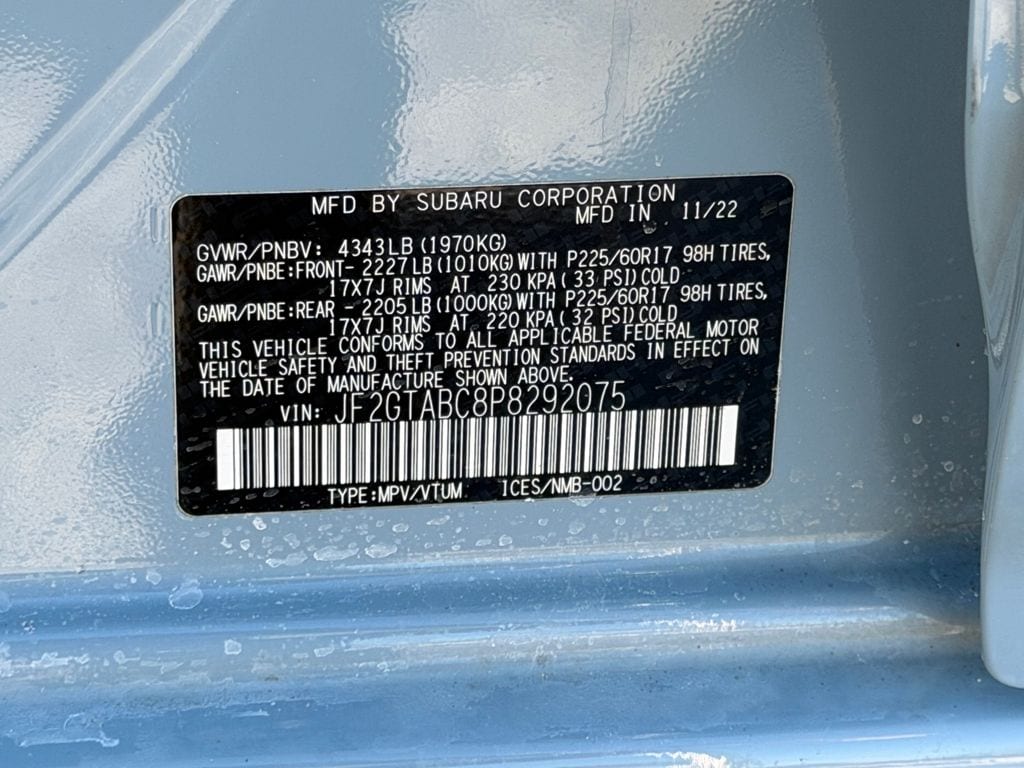 MFD BY SUBARU CORPORATION
MFD IN 11/22
GVWR/PNBV: 4343LB (1970KG)
GAWR/PNBE:FRONT- 2227LB (1010KG) WITH P225/60R17 98H TIRES,
17X7J RIMS AT 230 KPA ( 33 PSI) COLD
GAWR/PNBE:REAR - 2205LB (1000KG) WITH P225/60R17 98H TIRES,
17X7J RIMS AT 220 KPA ( 32 PSI) COLD
THIS VEHICLE CONFORMS TO ALL APPLICABLE FEDERAL MOTOR
VEHICLE SAFETY AND THEFT PREVENTION STANDARDS IN EFFECT ON
THE DATE OF MANUFACTURE SHOWN ABOVE.
VIN: JF2GTABC8P8292075
TYPE:MPV/VTUM ICES/NMB-002